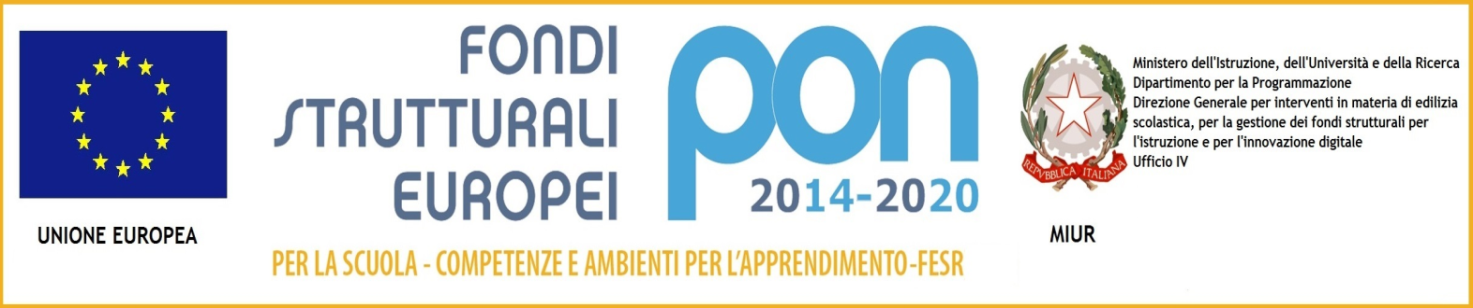 UNIONE EUROPEA
FONDI
STRUTTURALI
EUROPEI
pon
2014-2020
PER LA SCUOLA - COMPETENZE E AMBIENTI PER L'APPRENDIMENTO-FESR
REPVBBLICA ITALIANA
MIUR
Ministero dell'Istruzione, dell'Università e della Ricerca
Dipartimento per la Programmazione
Direzione Generale per interventi in materia di edilizia
scolastica, per la gestione dei fondi strutturali per
l'istruzione e per l'innovazione digitale
Ufficio IV